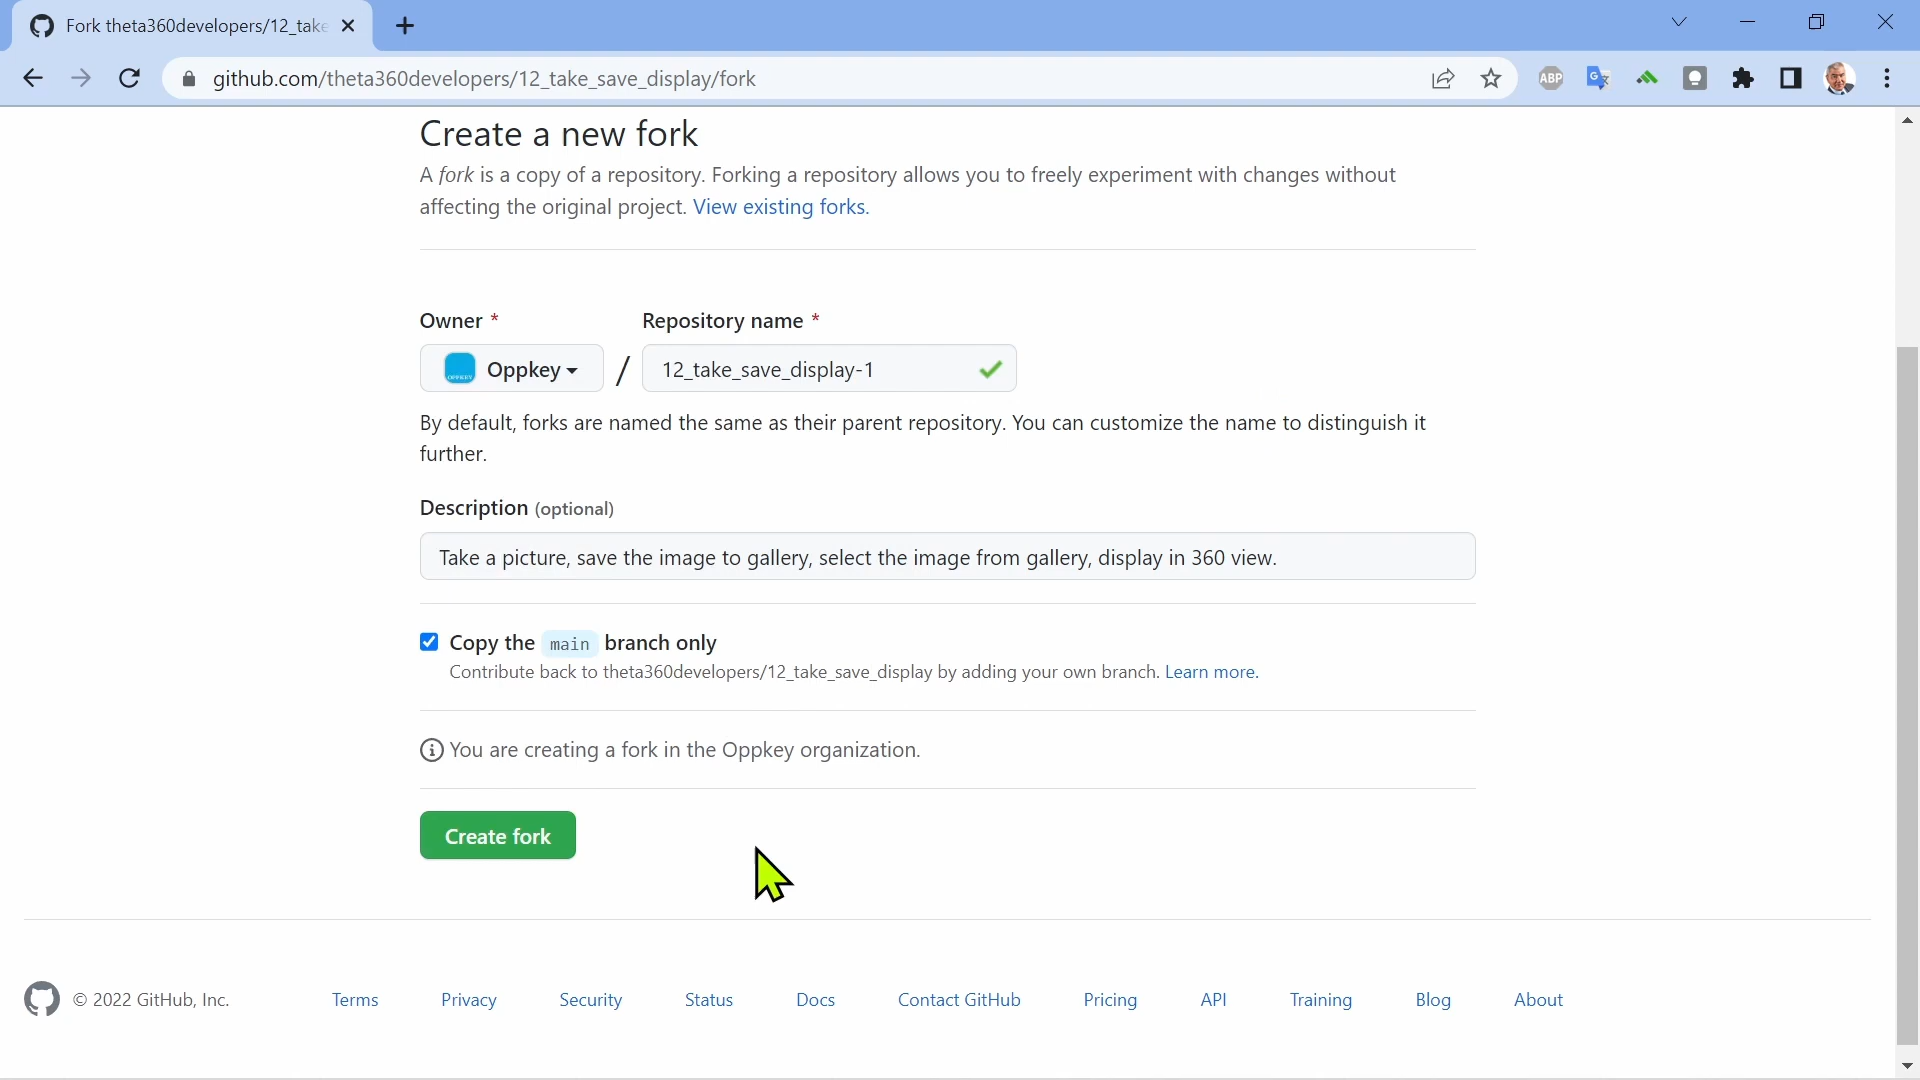 Fork theta360developers/12_take
github.com/theta360developers/12_take_save_display/fork
ABP
Create a new fork
A fork is a copy of a repository. Forking a repository allows you to freely experiment with changes without
affecting the original project. View existing forks.
Owner * Repository name *
OPPKEY Oppkey / 12_take_save_display-1
By default, forks are named the same as their parent repository. You can customize the name to distinguish it
further.
Description (optional)
Take a picture, save the image to gallery, select the image from gallery, display in 360 view.
Copy the main branch only
Contribute back to theta360developers/12_take_save_display by adding your own branch. Learn more.
You are creating a fork in the Oppkey organization.
Create fork
© 2022 GitHub, Inc. Terms Privacy Security Status Docs Contact GitHub Pricing API Training Blog About